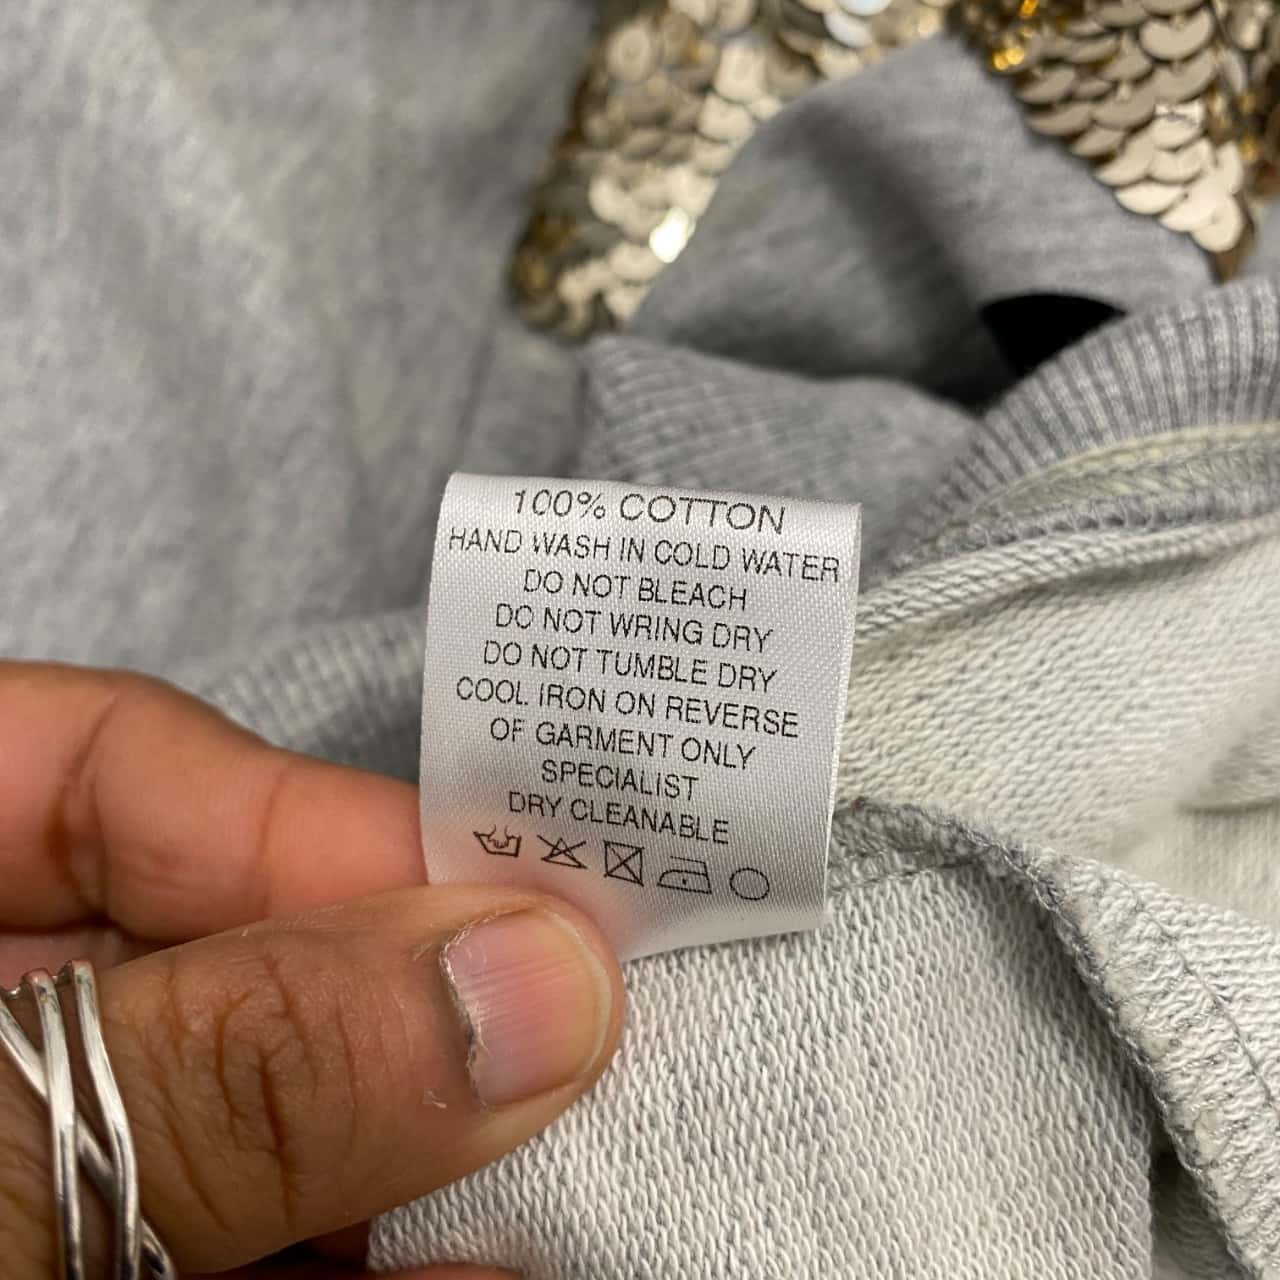 100% COTTON
HAND WASH IN COLD WATER
DO NOT BLEACH
DO NOT WRING DRY
DO NOT TUMBLE DRY
COOL IRON ON REVERSE
OF GARMENT ONLY
SPECIALIST
DRY CLEANABLE